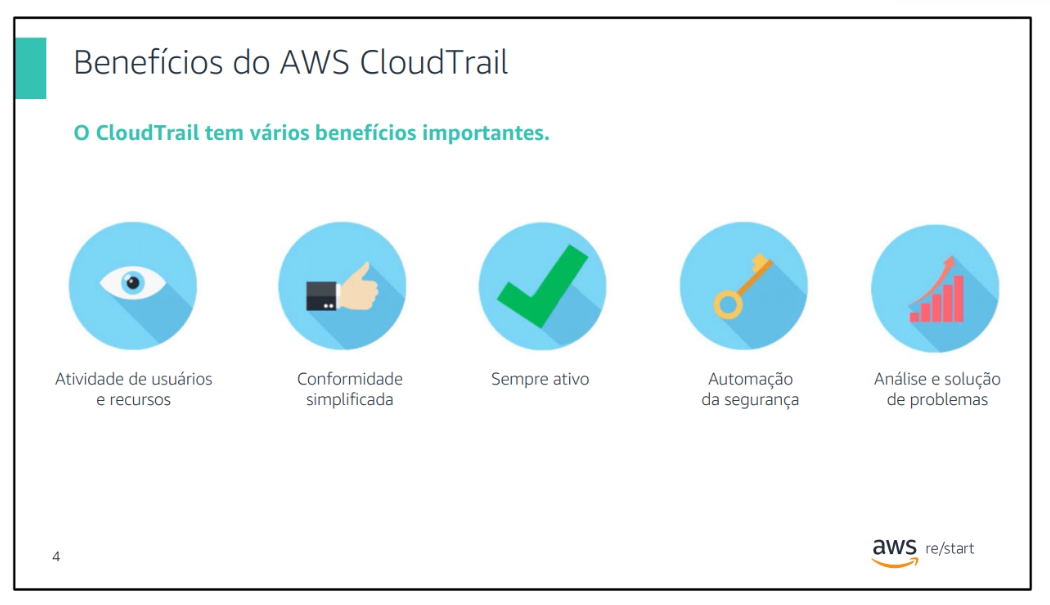 Benefícios do AWS CloudTrail
O CloudTrail tem vários benefícios importantes.
Atividade de usuários
e recursos
Conformidade
simplificada
Sempre ativo
Automação
da segurança
Análise e solução
de problemas
4
aws re/start